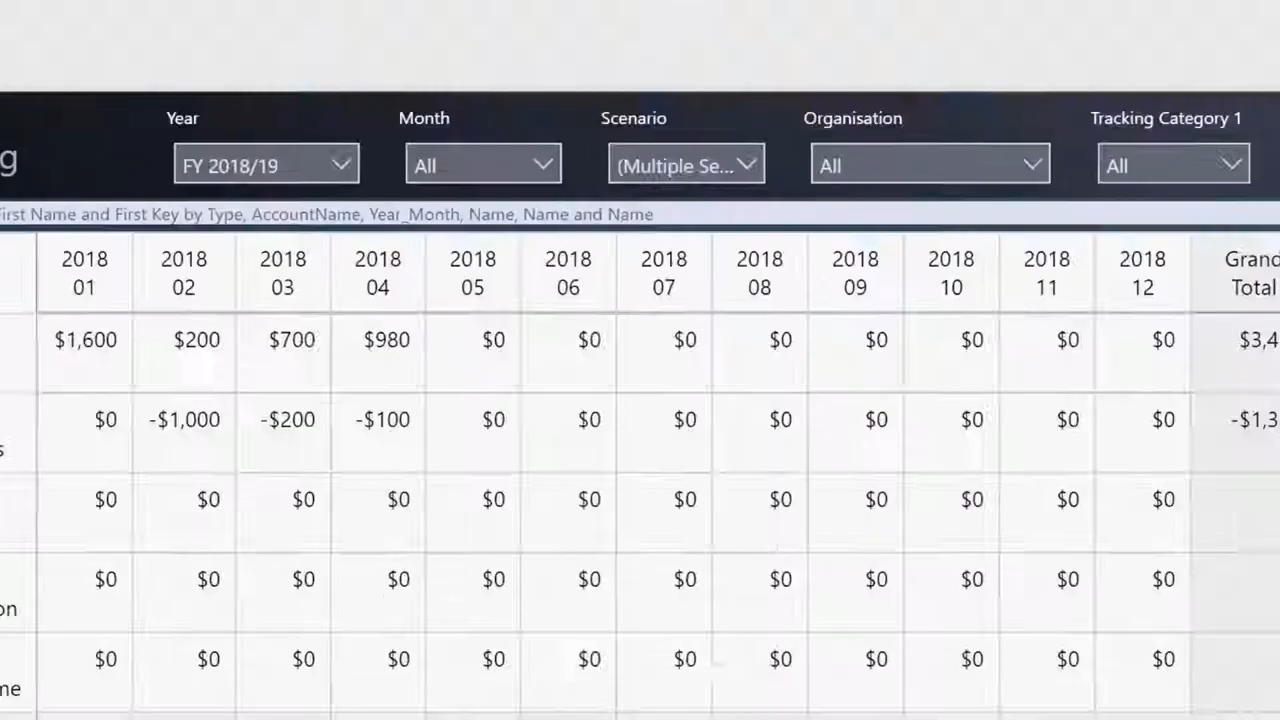 Year Month Scenario Organisation Tracking Category 1
g FY 2018/19 All (Multiple Se... All All
First Name and First Key by Type, AccountName, Year_Month, Name, Name and Name
2018 2018 2018 2018 2018 2018 2018 2018 2018 2018 2018 2018 Grand
01 02 03 04 05 06 07 08 09 10 11 12 Total
$1,600 $200 $700 $980 $0 $0 $0 $0 $0 $0 $0 $0 $3,4
$0 -$1,000 -$200 -$100 $0 $0 $0 $0 $0 $0 $0 $0 -$1,3
s
$0 $0 $0 $0 $0 $0 $0 $0 $0 $0 $0 $0
$0 $0 $0 $0 $0 $0 $0 $0 $0 $0 $0 $0
on
$0 $0 $0 $0 $0 $0 $0 $0 $0 $0 $0 $0
me